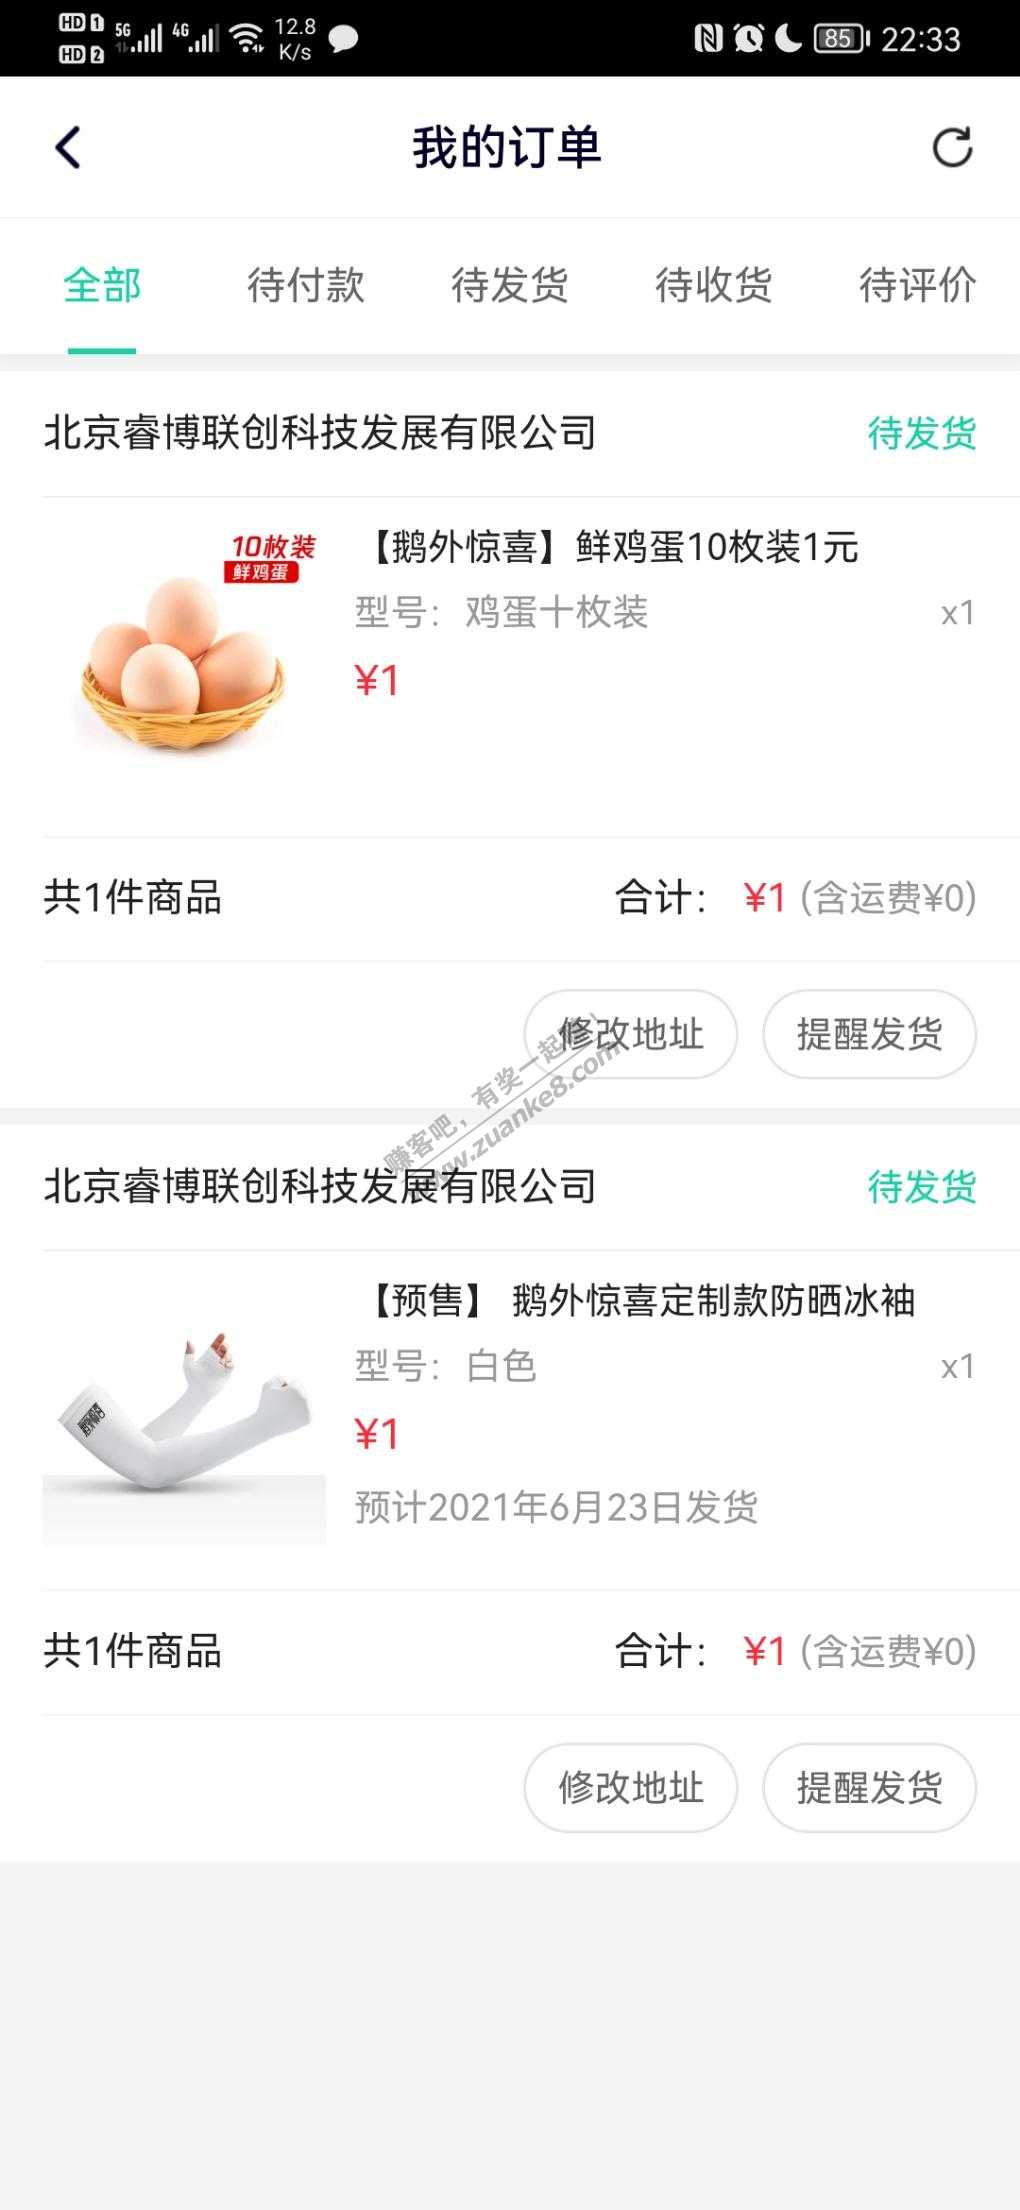 HD 1 5G 4G 12.8 K/s 85 22:33
HD 2
我的订单
全部 待付款 待发货 待收货 待评价
北京睿博联创科技发展有限公司 待发货
10枚装
鲜鸡蛋
【鹅外惊喜】鲜鸡蛋10枚装1元
型号：鸡蛋十枚装 x1
¥1
共1件商品 合计： ¥1 (含运费¥0)
修改地址 提醒发货
赚客吧，有奖一起赚！
www.zuanke8.com
北京睿博联创科技发展有限公司 待发货
【预售】 鹅外惊喜定制款防晒冰袖
型号：白色 x1
¥1
预计2021年6月23日发货
共1件商品 合计： ¥1 (含运费¥0)
修改地址 提醒发货